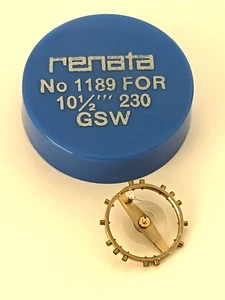 renata
No 1189 FOR
10½''' 230
GSW